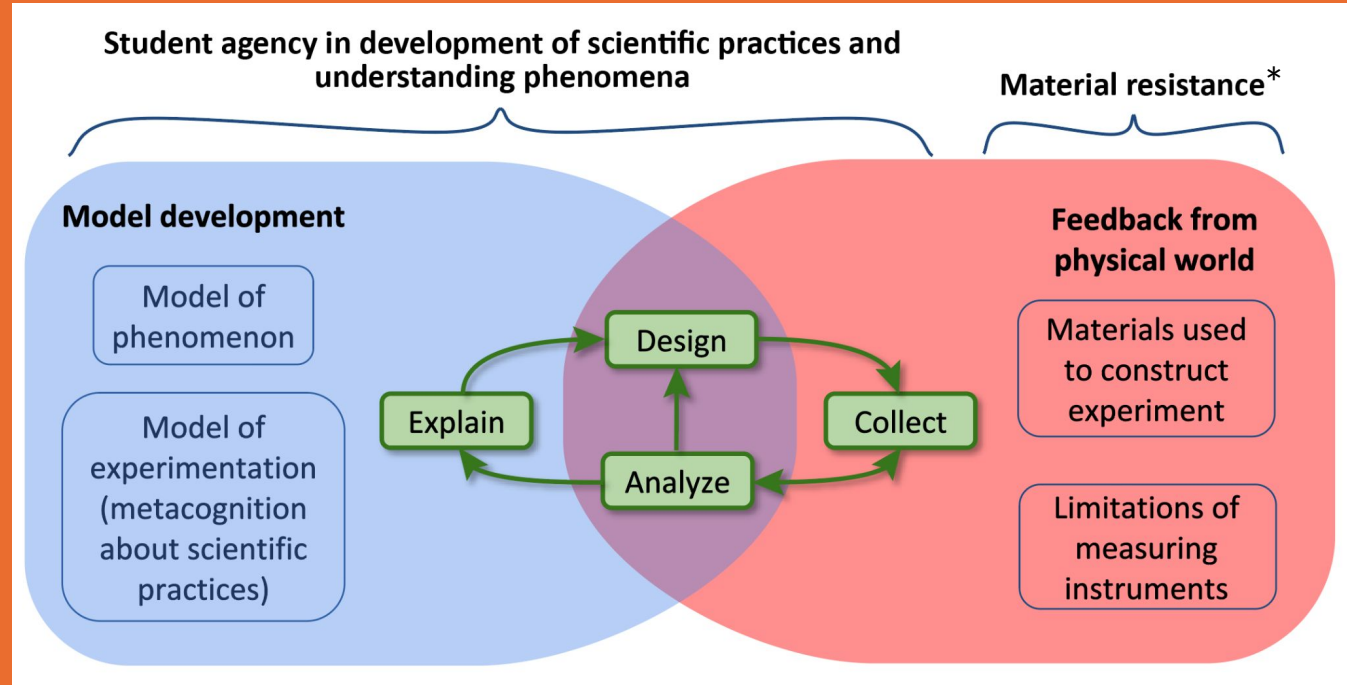 Student agency in development of scientific practices and
understanding phenomena
Material resistance*
Model development
Model of
phenomenon
Model of
experimentation
(metacognition
about scientific
practices)
Explain
Design
Analyze
Collect
Feedback from
physical world
Materials used
to construct
experiment
Limitations of
measuring
instruments